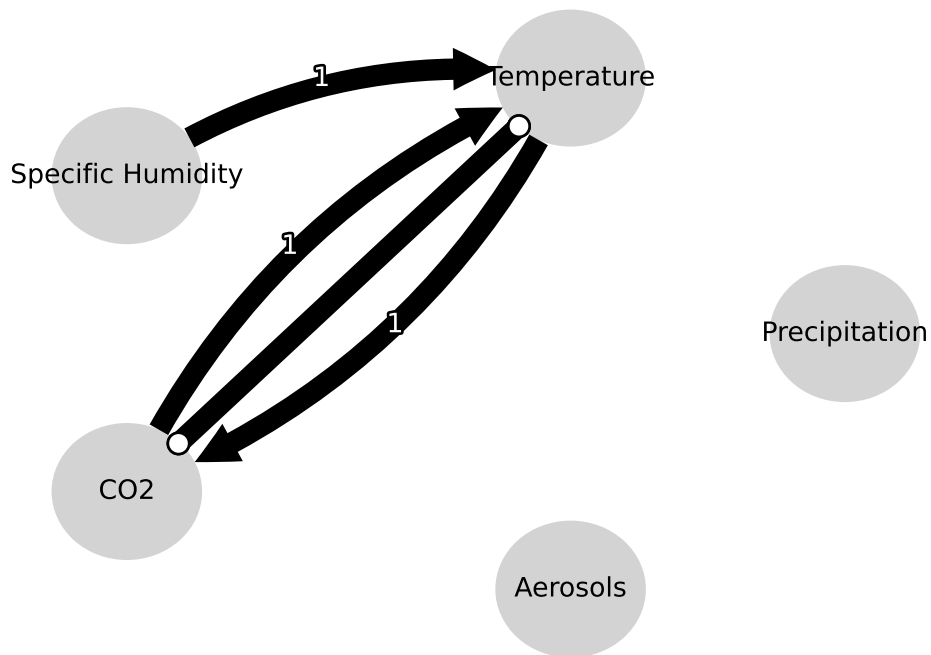 Temperature
1
Specific Humidity
1
1
Precipitation
CO2
Aerosols